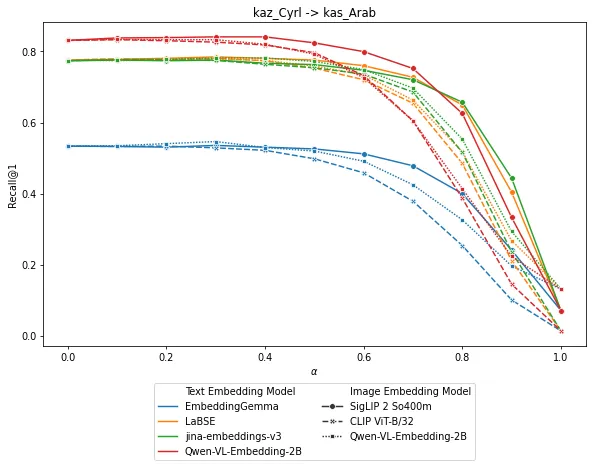 kaz_Cyrl -> kas_Arab
Recall@1
0.8
0.6
0.4
0.2
0.0
0.0 0.2 0.4 0.6 0.8 1.0
α
Text Embedding Model
EmbeddingGemma
LaBSE
jina-embeddings-v3
Qwen-VL-Embedding-2B
Image Embedding Model
SigLIP 2 So400m
CLIP ViT-B/32
Qwen-VL-Embedding-2B